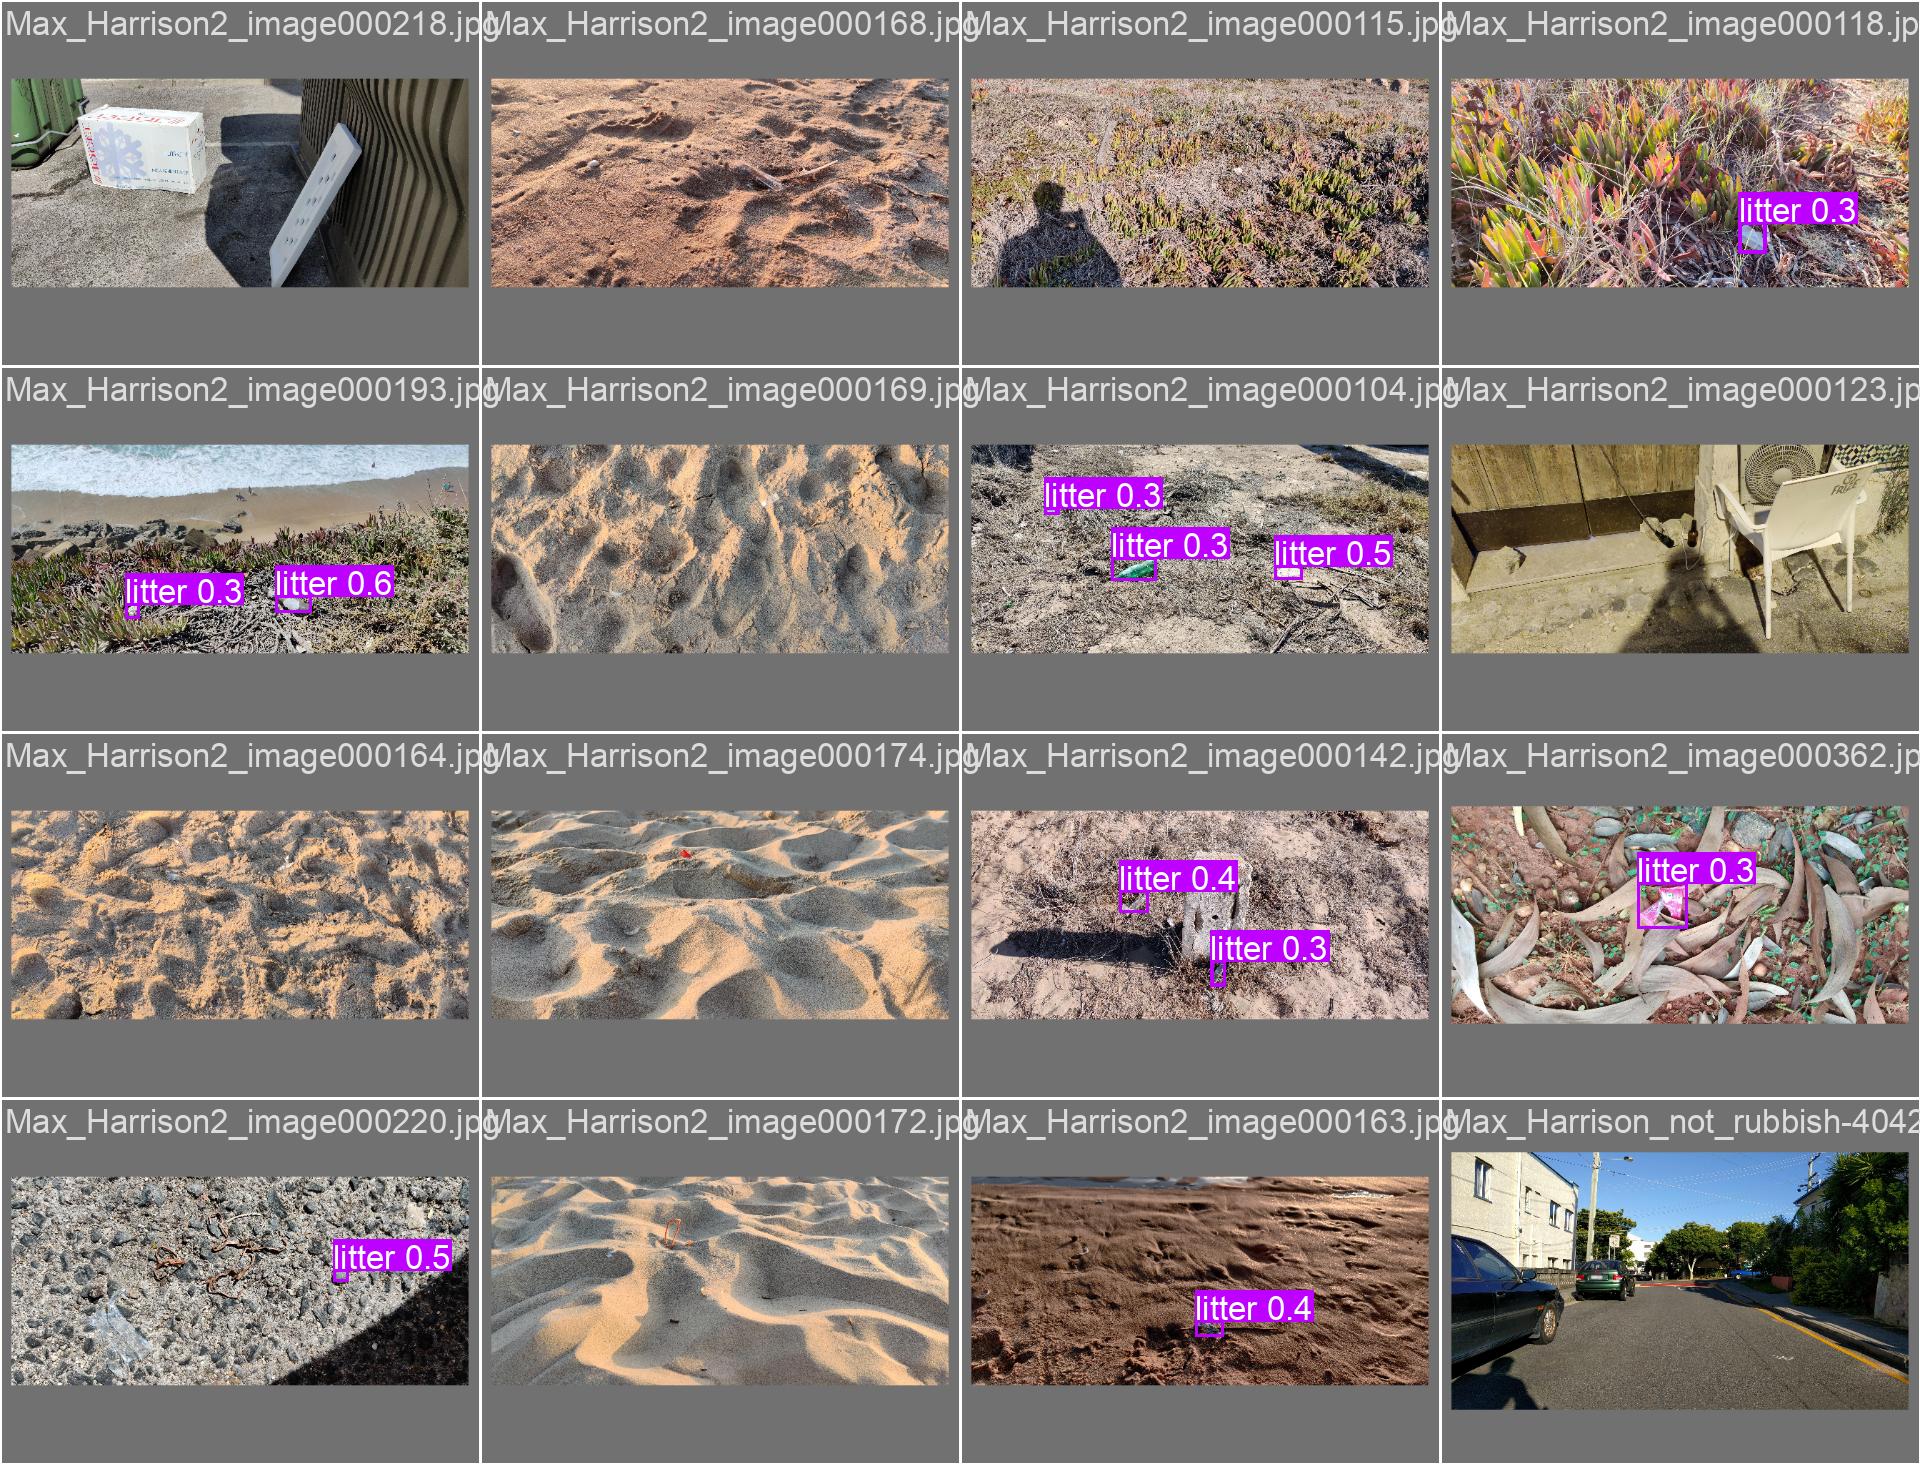 Max_Harrison2_image000218.jpg
Max_Harrison2_image000168.jpg
Max_Harrison2_image000115.jpg
Max_Harrison2_image000118.jp
litter 0.3
Max_Harrison2_image000193.jpg
Max_Harrison2_image000169.jpg
Max_Harrison2_image000104.jpg
Max_Harrison2_image000123.jp
litter 0.3
litter 0.6
litter 0.3
litter 0.3
litter 0.5
Max_Harrison2_image000164.jpg
Max_Harrison2_image000174.jpg
Max_Harrison2_image000142.jpg
Max_Harrison2_image000362.jp
litter 0.4
litter 0.3
litter 0.3
Max_Harrison2_image000220.jpg
Max_Harrison2_image000172.jpg
Max_Harrison2_image000163.jpg
Max_Harrison_not_rubbish-4042
litter 0.5
litter 0.4